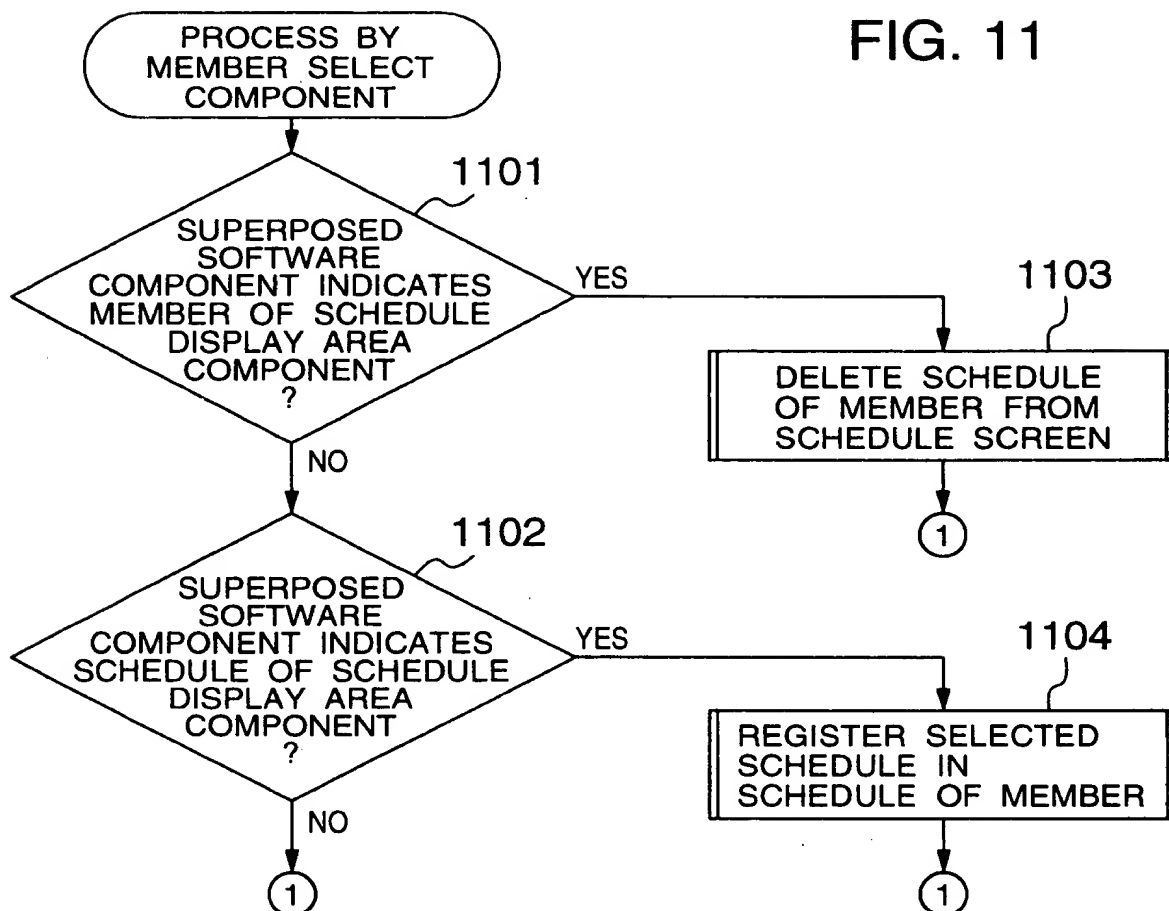 FIG. 11
PROCESS BY
MEMBER SELECT
COMPONENT
1101
SUPERPOSED
SOFTWARE
COMPONENT INDICATES
MEMBER OF SCHEDULE
DISPLAY AREA
COMPONENT
?
YES
NO
1103
DELETE SCHEDULE
OF MEMBER FROM
SCHEDULE SCREEN
1
1102
SUPERPOSED
SOFTWARE
COMPONENT INDICATES
SCHEDULE OF SCHEDULE
DISPLAY AREA
COMPONENT
?
YES
NO
1104
REGISTER SELECTED
SCHEDULE IN
SCHEDULE OF MEMBER
1
1